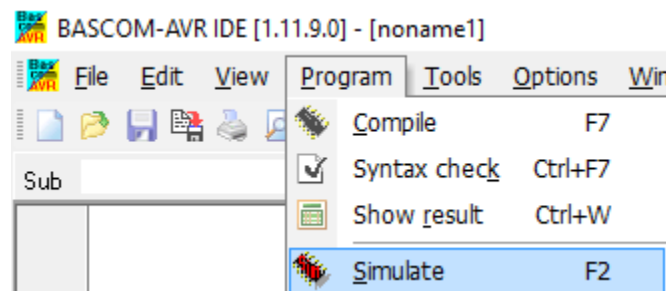 BASCOM-AVR IDE [1.11.9.0] - [noname1]
File Edit View Program Tools Options Win
Compile F7
Syntax check Ctrl+F7
Sub
Show result Ctrl+W
Simulate F2